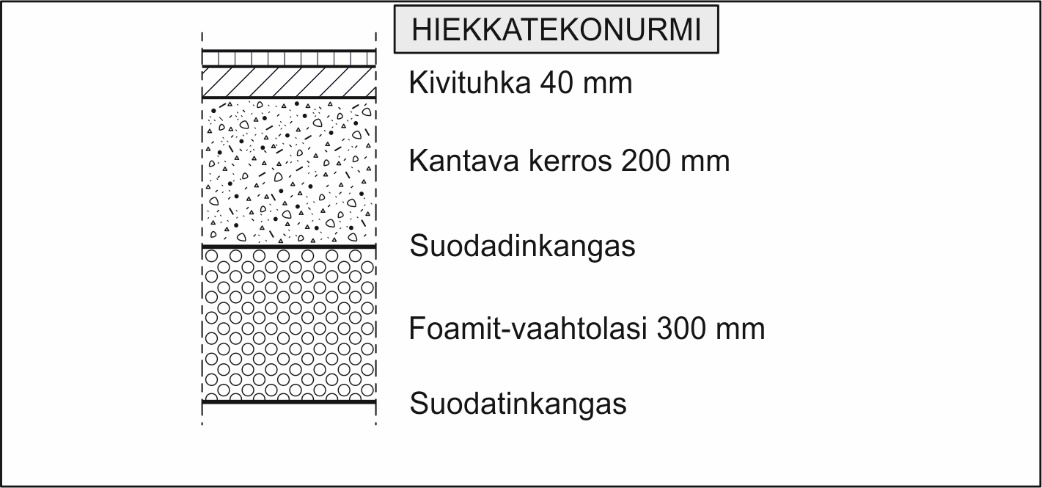 HIEKKATEKONURMI
Kivituhka 40 mm
Kantava kerros 200 mm
Suodadinkangas
Foamit-vaahtolasi 300 mm
Suodatinkangas